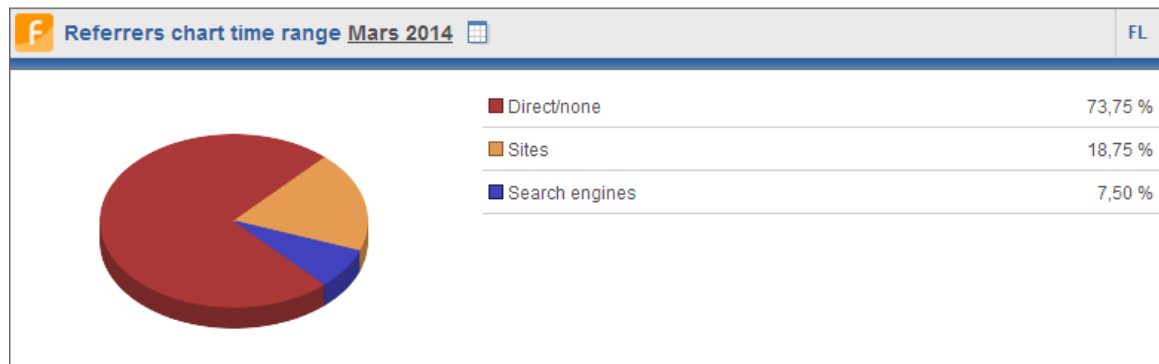 F Referrers chart time range Mars 2014 FL
Direct/none 73,75 %
Sites 18,75 %
Search engines 7,50 %